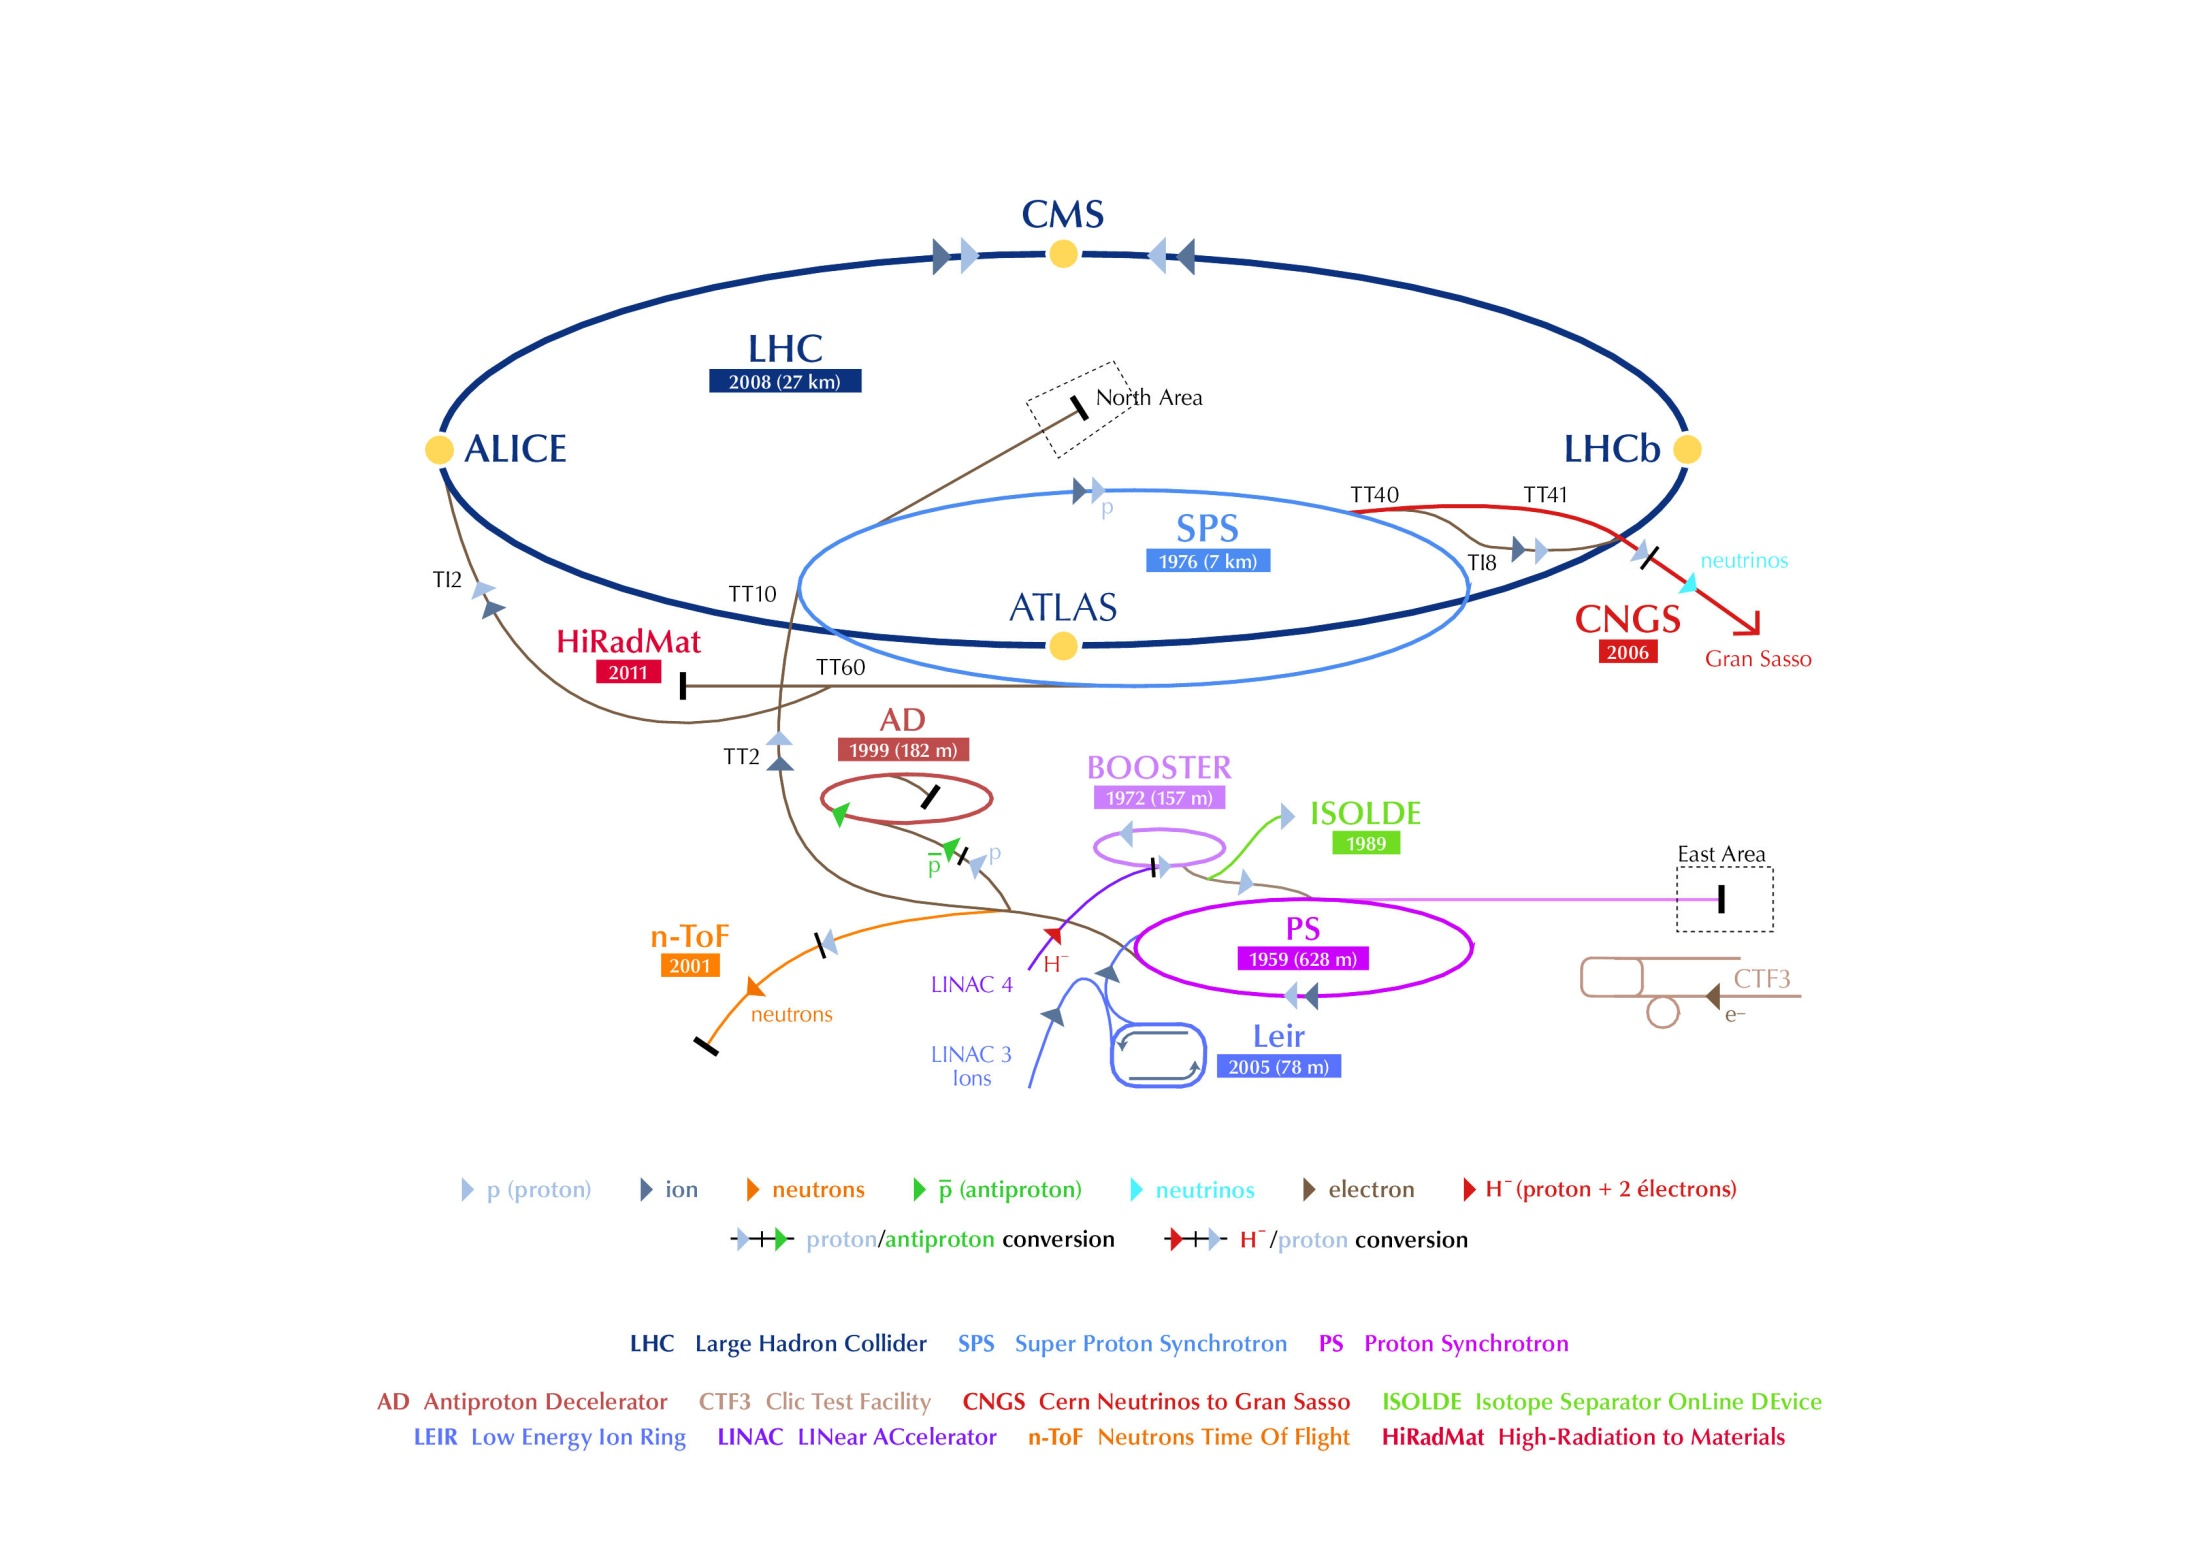 CMS
LHC
2008 (27 km)
North Area
ALICE
LHCb
TT40
TT41
p
SPS
1976 (7 km)
TI8
neutrinos
TI2
TT10
ATLAS
CNGS
2006
Gran Sasso
HiRadMat
2011
TT60
AD
1999 (182 m)
TT2
BOOSTER
1972 (157 m)
ISOLDE
1989
p̅
p
East Area
n-ToF
2001
PS
1959 (628 m)
H⁻
LINAC 4
CTF3
e⁻
neutrons
Leir
2005 (78 m)
LINAC 3
Ions
p (proton) ion neutrons p̅ (antiproton) neutrinos electron H⁻ (proton + 2 électrons)
proton/antiproton conversion H⁻/proton conversion
LHC Large Hadron Collider SPS Super Proton Synchrotron PS Proton Synchrotron
AD Antiproton Decelerator CTF3 Clic Test Facility CNGS Cern Neutrinos to Gran Sasso ISOLDE Isotope Separator OnLine DEvice
LEIR Low Energy Ion Ring LINAC LINear ACcelerator n-ToF Neutrons Time Of Flight HiRadMat High-Radiation to Materials